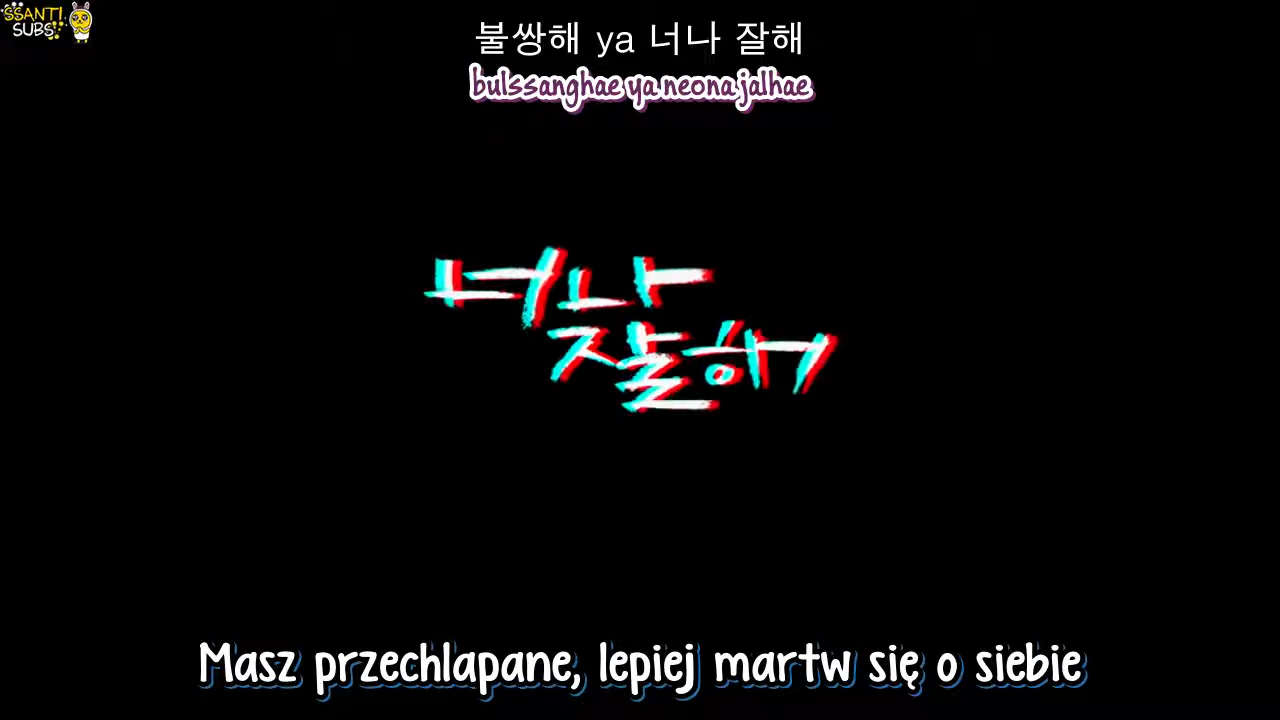 SSANTI
SUBS
불쌍해 ya 너나 잘해
bulssanghae ya neona jalhae
너나
잘해
Masz przechlapane, lepiej martw się o siebie